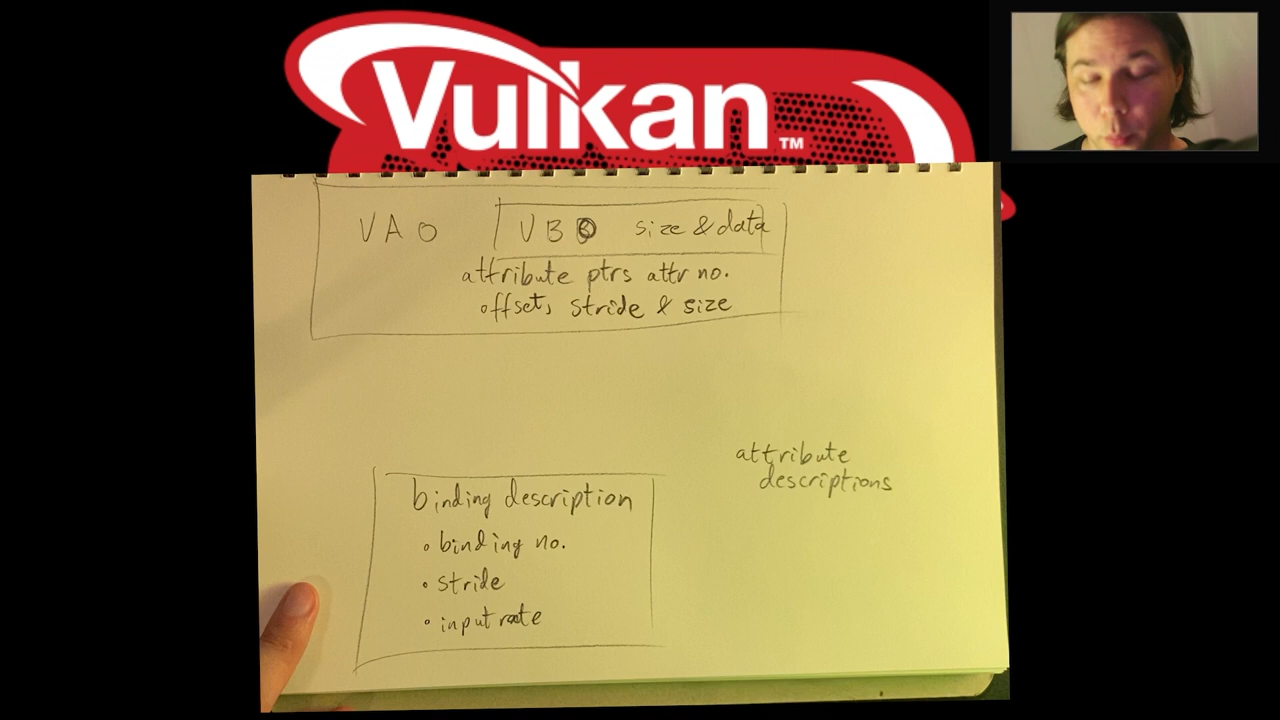 Vulkan™
VAO
VBO size & data
attribute ptrs attr no.
offset, stride & size
attribute
descriptions
binding description
• binding no.
• stride
• input rate